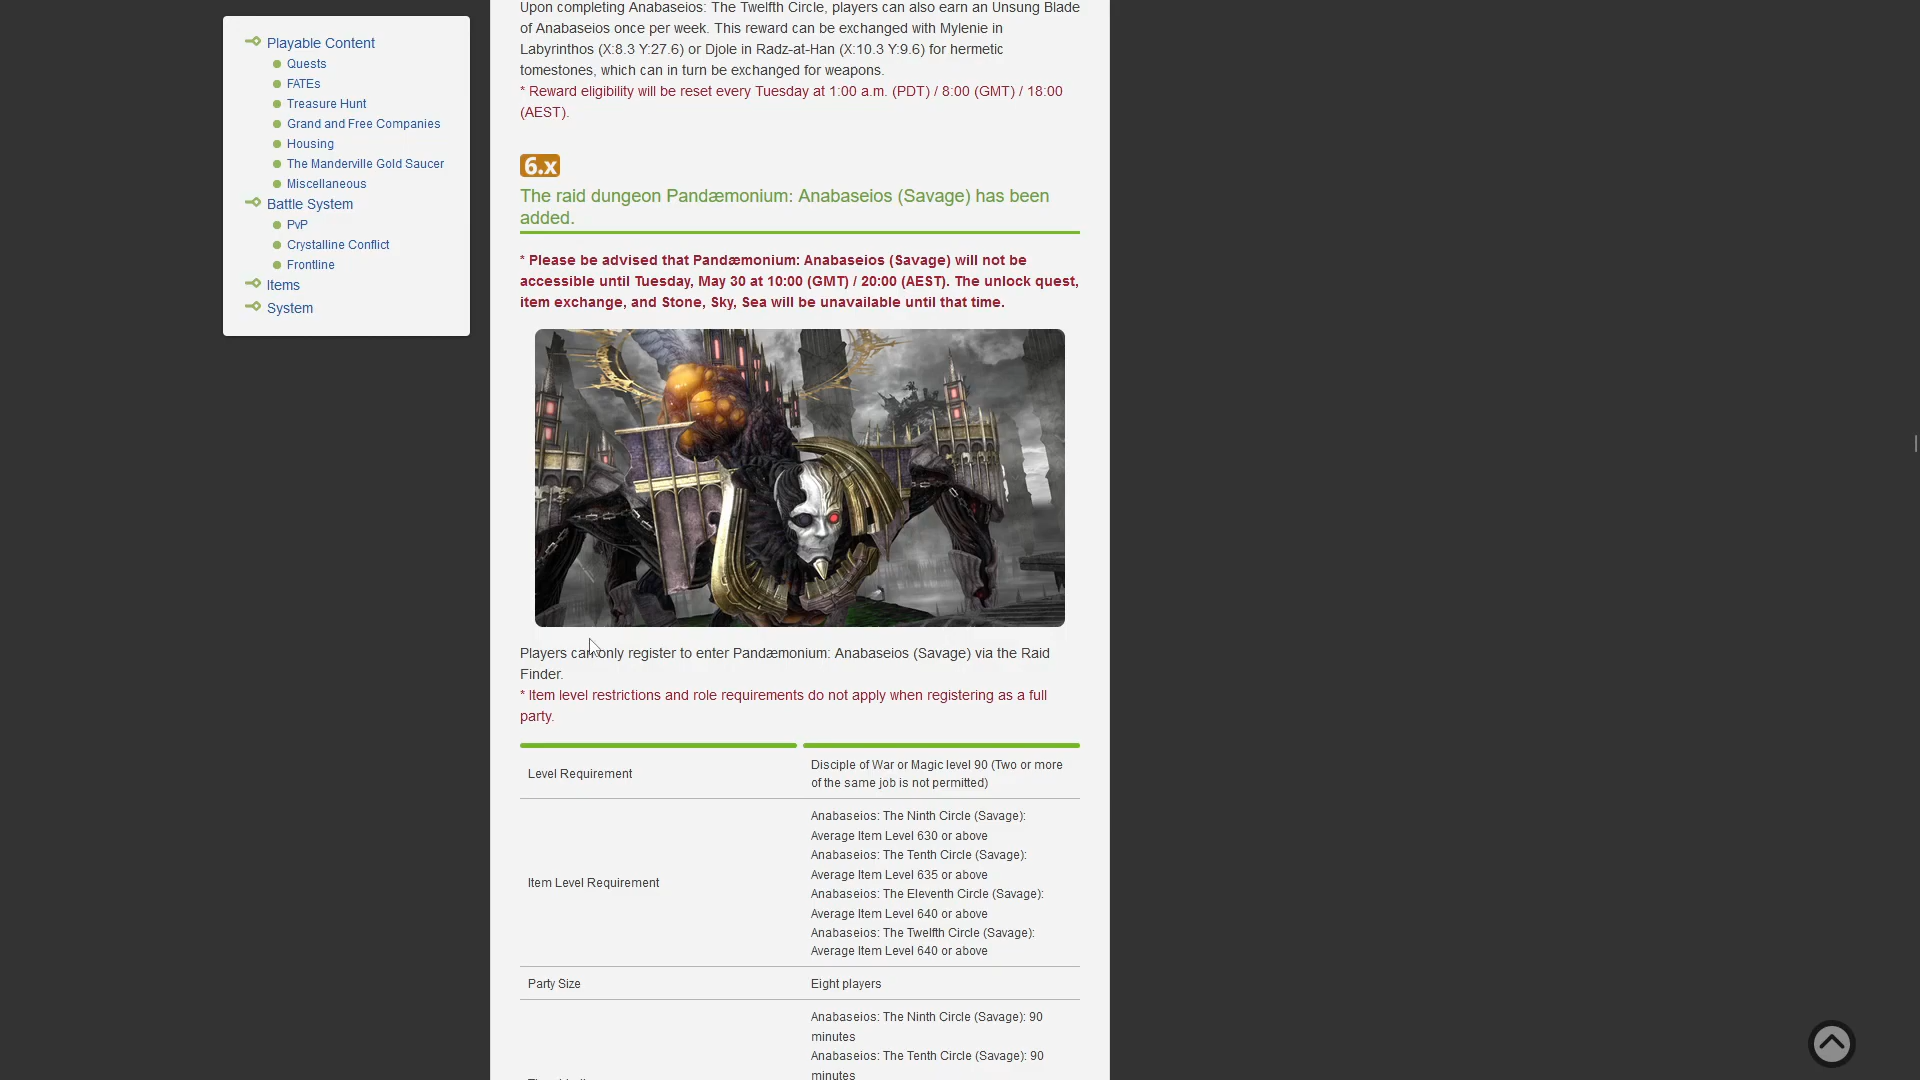 Playable Content
Quests
FATEs
Treasure Hunt
Grand and Free Companies
Housing
The Manderville Gold Saucer
Miscellaneous
Battle System
PvP
Crystalline Conflict
Frontline
Items
System
Upon completing Anabaseios: The Twelfth Circle, players can also earn an Unsung Blade
of Anabaseios once per week. This reward can be exchanged with Mylenie in
Labyrinthos (X:8.3 Y:27.6) or Djole in Radz-at-Han (X:10.3 Y:9.6) for hermetic
tomestones, which can in turn be exchanged for weapons.
* Reward eligibility will be reset every Tuesday at 1:00 a.m. (PDT) / 8:00 (GMT) / 18:00
(AEST).
6.x
The raid dungeon Pandæmonium: Anabaseios (Savage) has been
added.
* Please be advised that Pandæmonium: Anabaseios (Savage) will not be
accessible until Tuesday, May 30 at 10:00 (GMT) / 20:00 (AEST). The unlock quest,
item exchange, and Stone, Sky, Sea will be unavailable until that time.
Players can only register to enter Pandæmonium: Anabaseios (Savage) via the Raid
Finder.
* Item level restrictions and role requirements do not apply when registering as a full
party.
Level Requirement
Disciple of War or Magic level 90 (Two or more
of the same job is not permitted)
Item Level Requirement
Anabaseios: The Ninth Circle (Savage):
Average Item Level 630 or above
Anabaseios: The Tenth Circle (Savage):
Average Item Level 635 or above
Anabaseios: The Eleventh Circle (Savage):
Average Item Level 640 or above
Anabaseios: The Twelfth Circle (Savage):
Average Item Level 640 or above
Party Size
Eight players
Anabaseios: The Ninth Circle (Savage): 90
minutes
Anabaseios: The Tenth Circle (Savage): 90
minutes